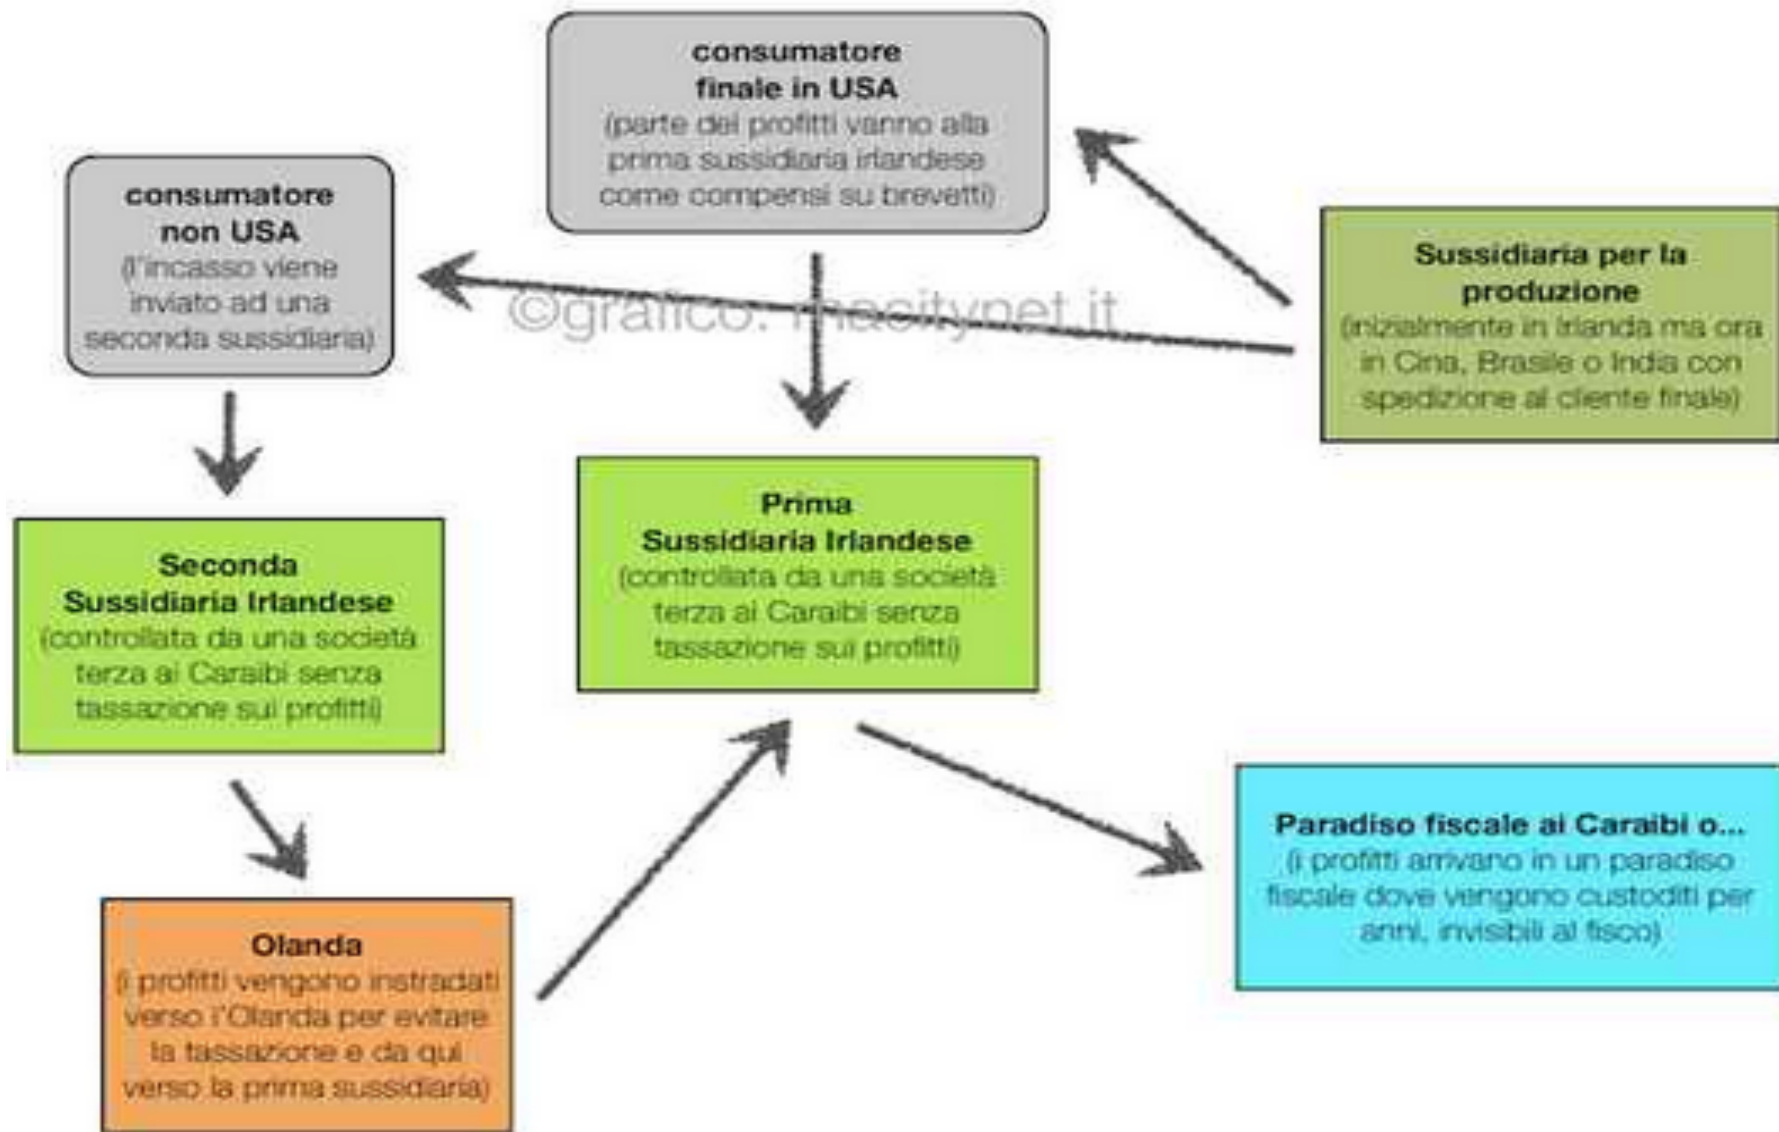 consumatore
finale in USA
(parte dei profitti vanno alla
prima sussidiaria irlandese
come compensi su brevetti)
consumatore
non USA
(l'incasso viene
inviato ad una
seconda sussidiaria)
Sussidiaria per la
produzione
(inizialmente in Irlanda ma ora
in Cina, Brasile o India con
spedizione al cliente finale)
©grafico: macitynet.it
Prima
Sussidiaria Irlandese
(controllata da una società
terza ai Caraibi senza
tassazione sui profitti)
Seconda
Sussidiaria Irlandese
(controllata da una società
terza ai Caraibi senza
tassazione sui profitti)
Paradiso fiscale ai Caraibi o...
(i profitti arrivano in un paradiso
fiscale dove vengono custoditi per
anni, invisibili al fisco)
Olanda
(i profitti vengono instradati
verso l'Olanda per evitare
la tassazione e da qui
verso la prima sussidiaria)